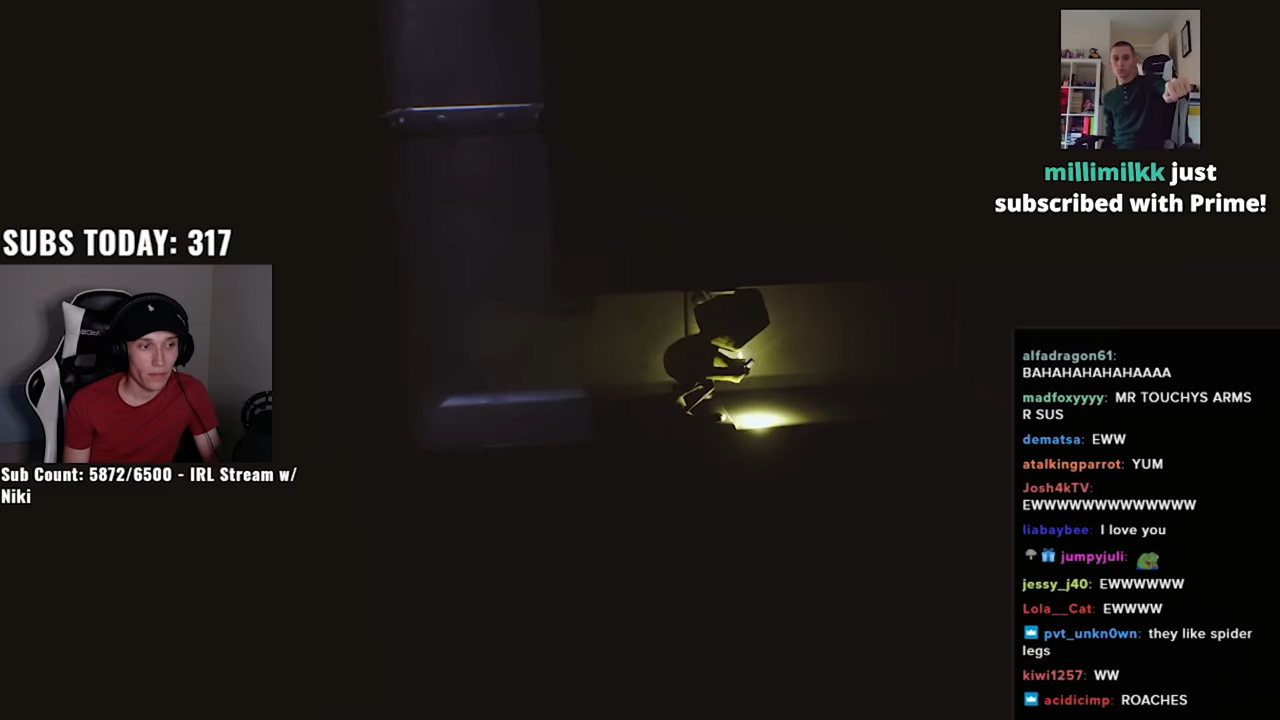 millimilkk just
subscribed with Prime!
SUBS TODAY: 317
Sub Count: 5872/6500 - IRL Stream w/
Niki
alfadragon61:
BAHAHAHAHAHAAAA
madfoxyyyy: MR TOUCHYS ARMS
R SUS
dematsa: EWW
atalkingparrot: YUM
Josh4kTV:
EWWWWWWWWWWWWW
liabaybee: I love you
jumpyjuli:
jessy_j40: EWWWWWW
Lola__Cat: EWWWW
pvt_unkn0wn: they like spider
legs
kiwi1257: WW
acidicimp: ROACHES